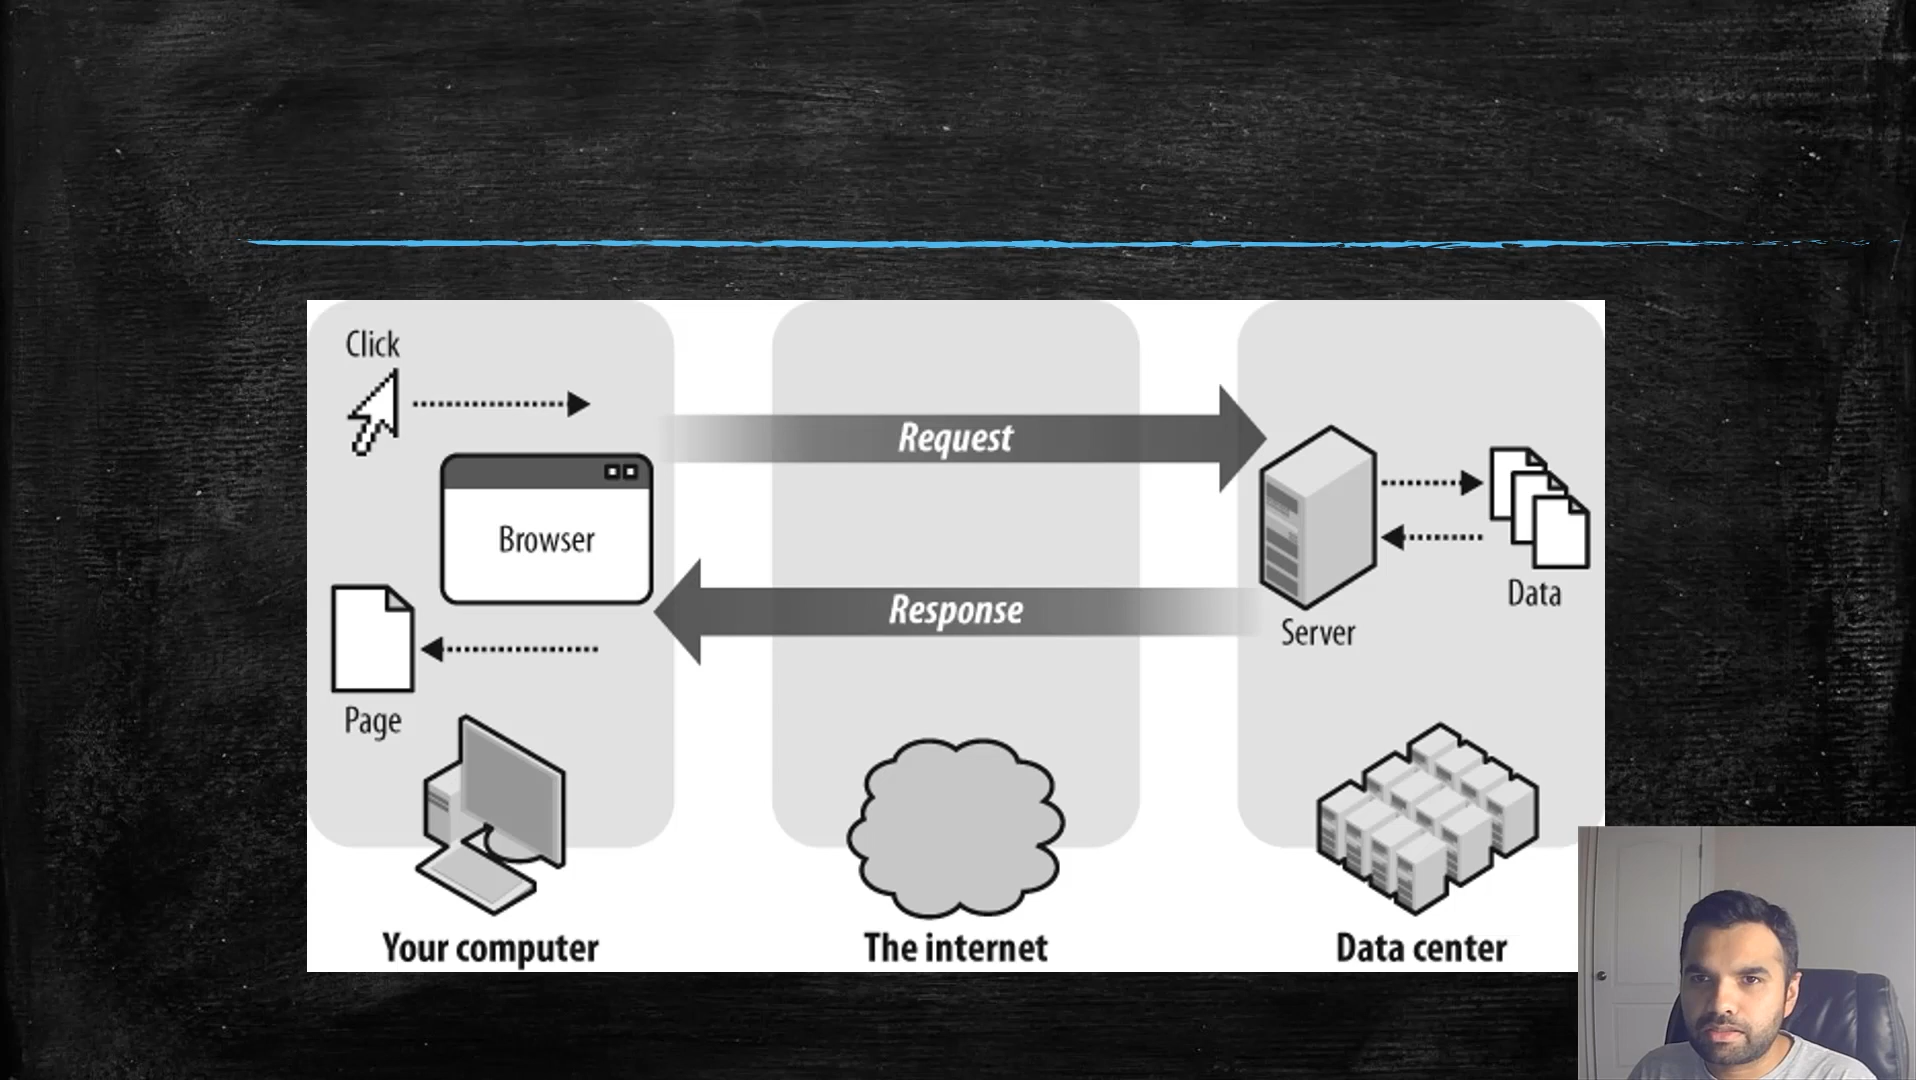 Click
Request
Browser
Data
Response
Server
Page
Your computer
The internet
Data center